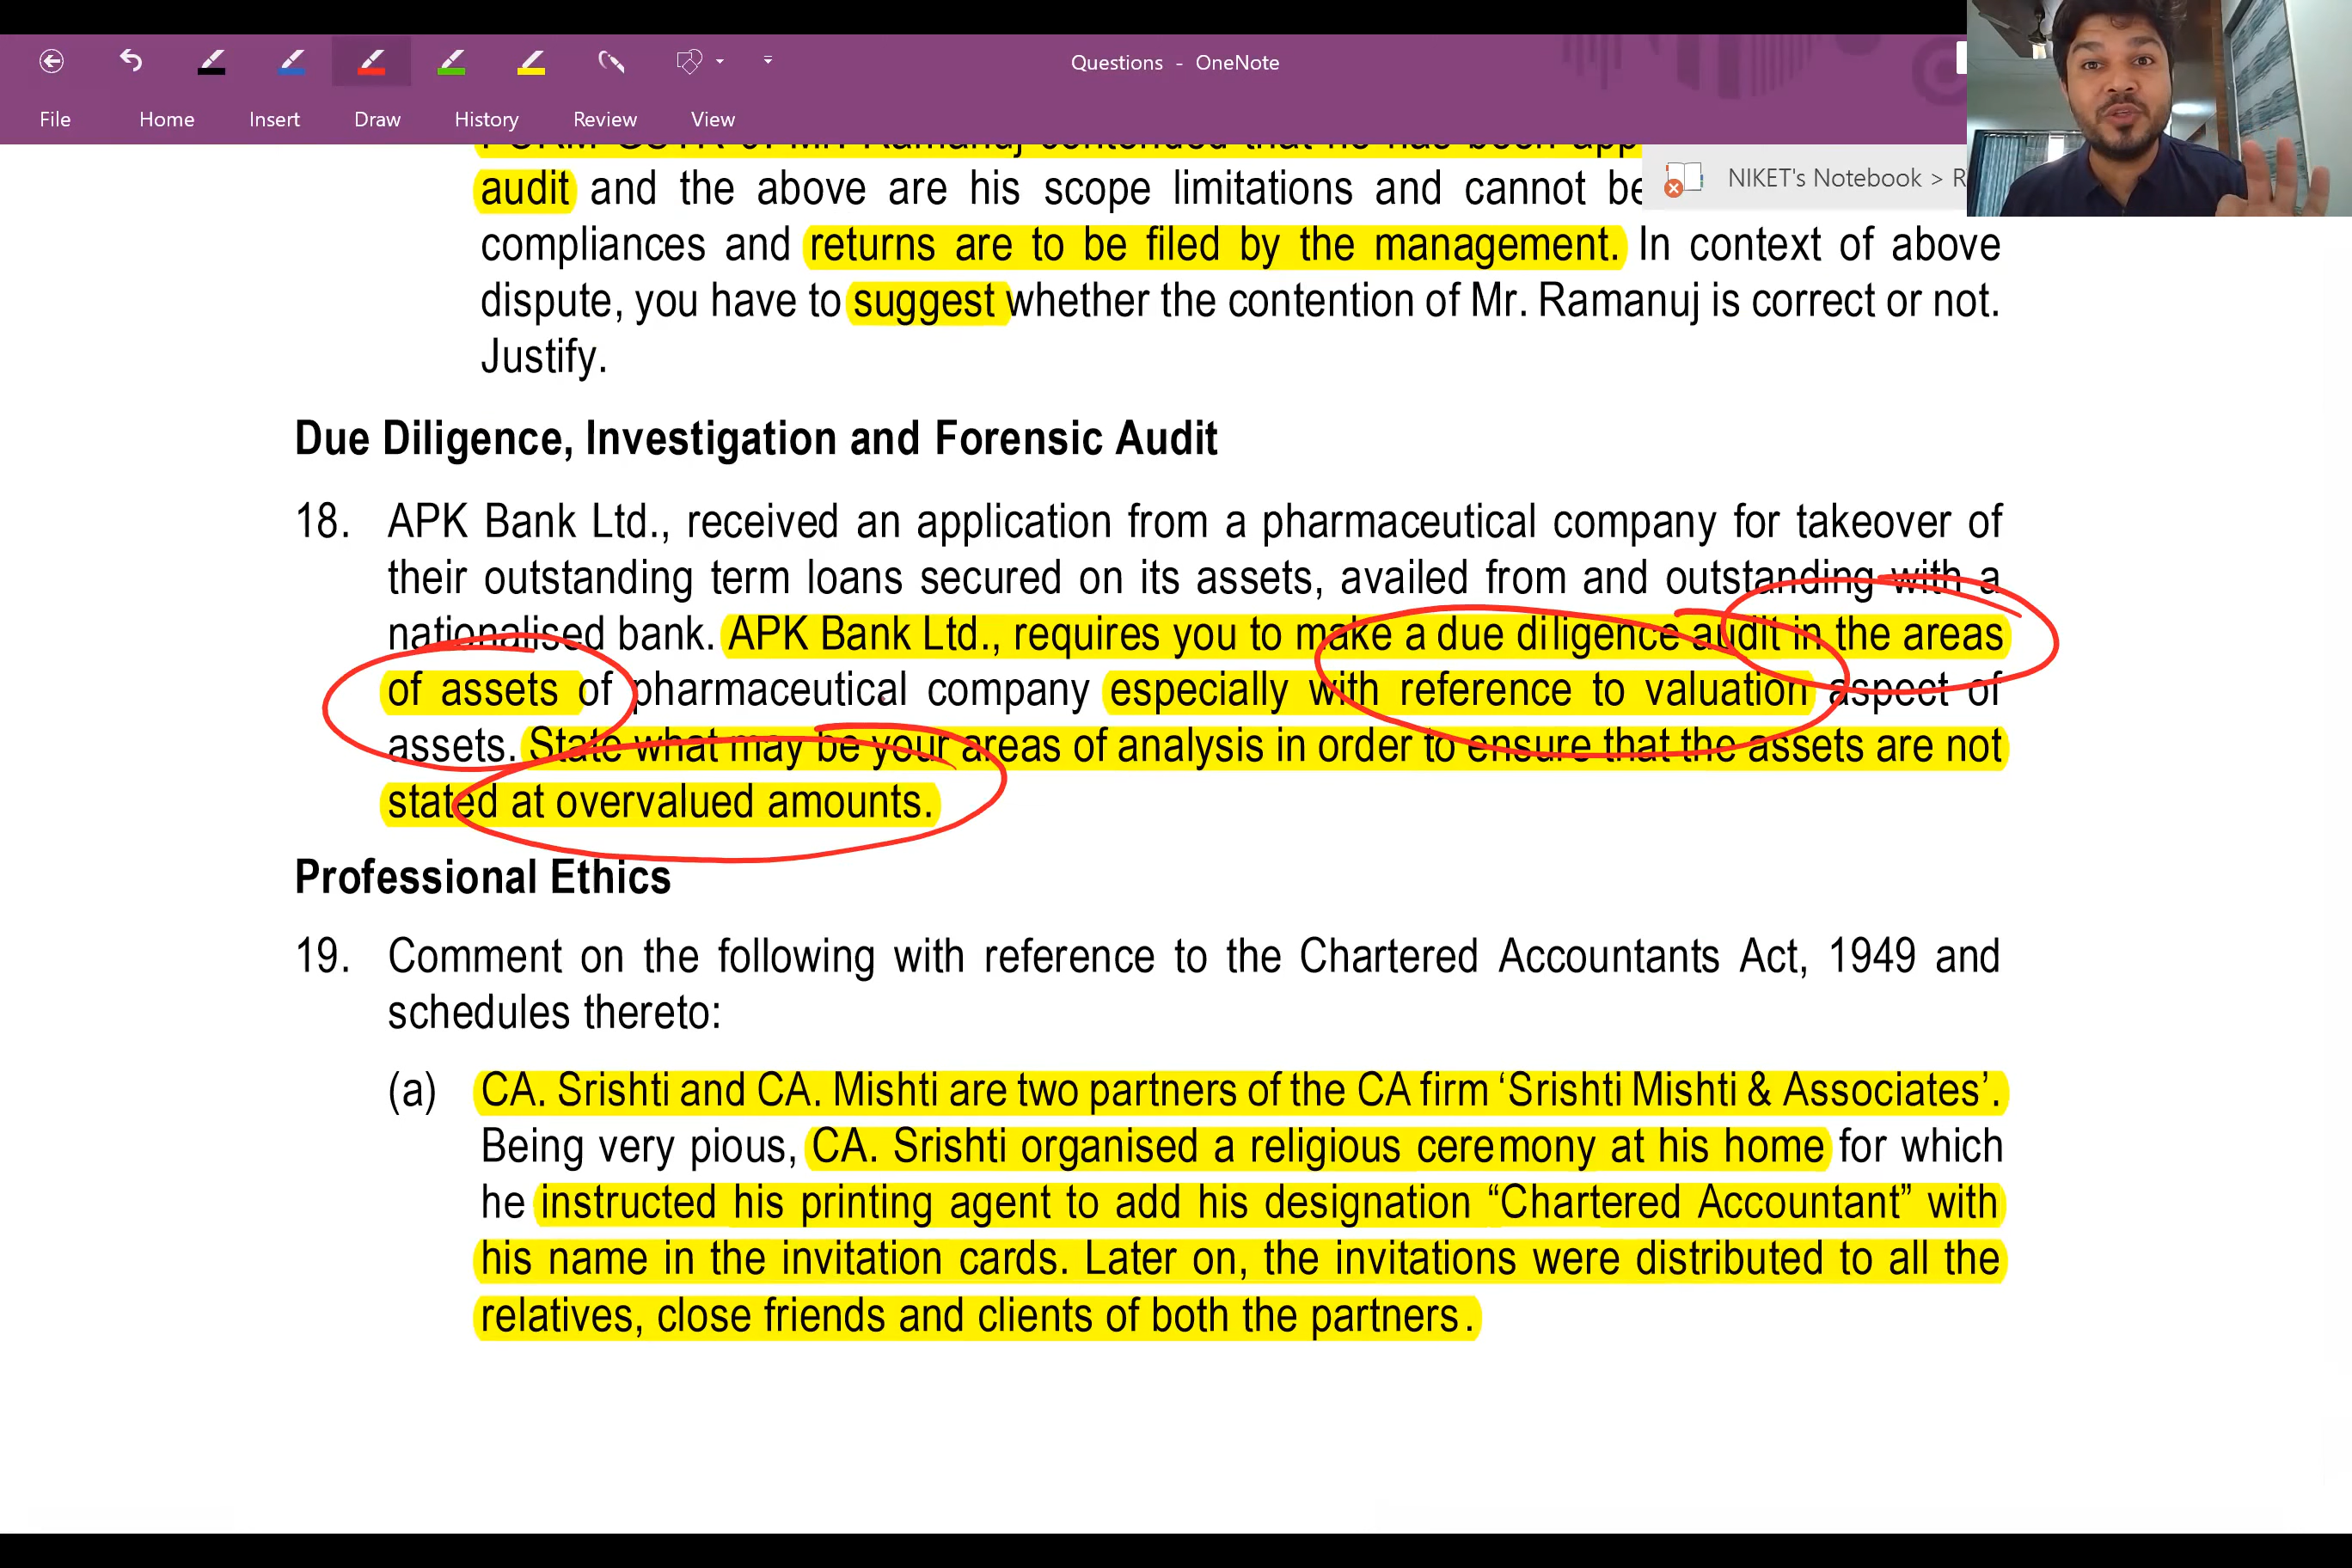 Questions - OneNote
File Home Insert Draw History Review View
NIKET's Notebook > R
audit and the above are his scope limitations and cannot be
compliances and returns are to be filed by the management. In context of above
dispute, you have to suggest whether the contention of Mr. Ramanuj is correct or not.
Justify.
Due Diligence, Investigation and Forensic Audit
18. APK Bank Ltd., received an application from a pharmaceutical company for takeover of
their outstanding term loans secured on its assets, availed from and outstanding with a
nationalised bank. APK Bank Ltd., requires you to make a due diligence audit in the areas
of assets of pharmaceutical company especially with reference to valuation aspect of
assets. State what may be your areas of analysis in order to ensure that the assets are not
stated at overvalued amounts.
Professional Ethics
19. Comment on the following with reference to the Chartered Accountants Act, 1949 and
schedules thereto:
(a) CA. Srishti and CA. Mishti are two partners of the CA firm ‘Srishti Mishti & Associates’.
Being very pious, CA. Srishti organised a religious ceremony at his home for which
he instructed his printing agent to add his designation “Chartered Accountant” with
his name in the invitation cards. Later on, the invitations were distributed to all the
relatives, close friends and clients of both the partners.